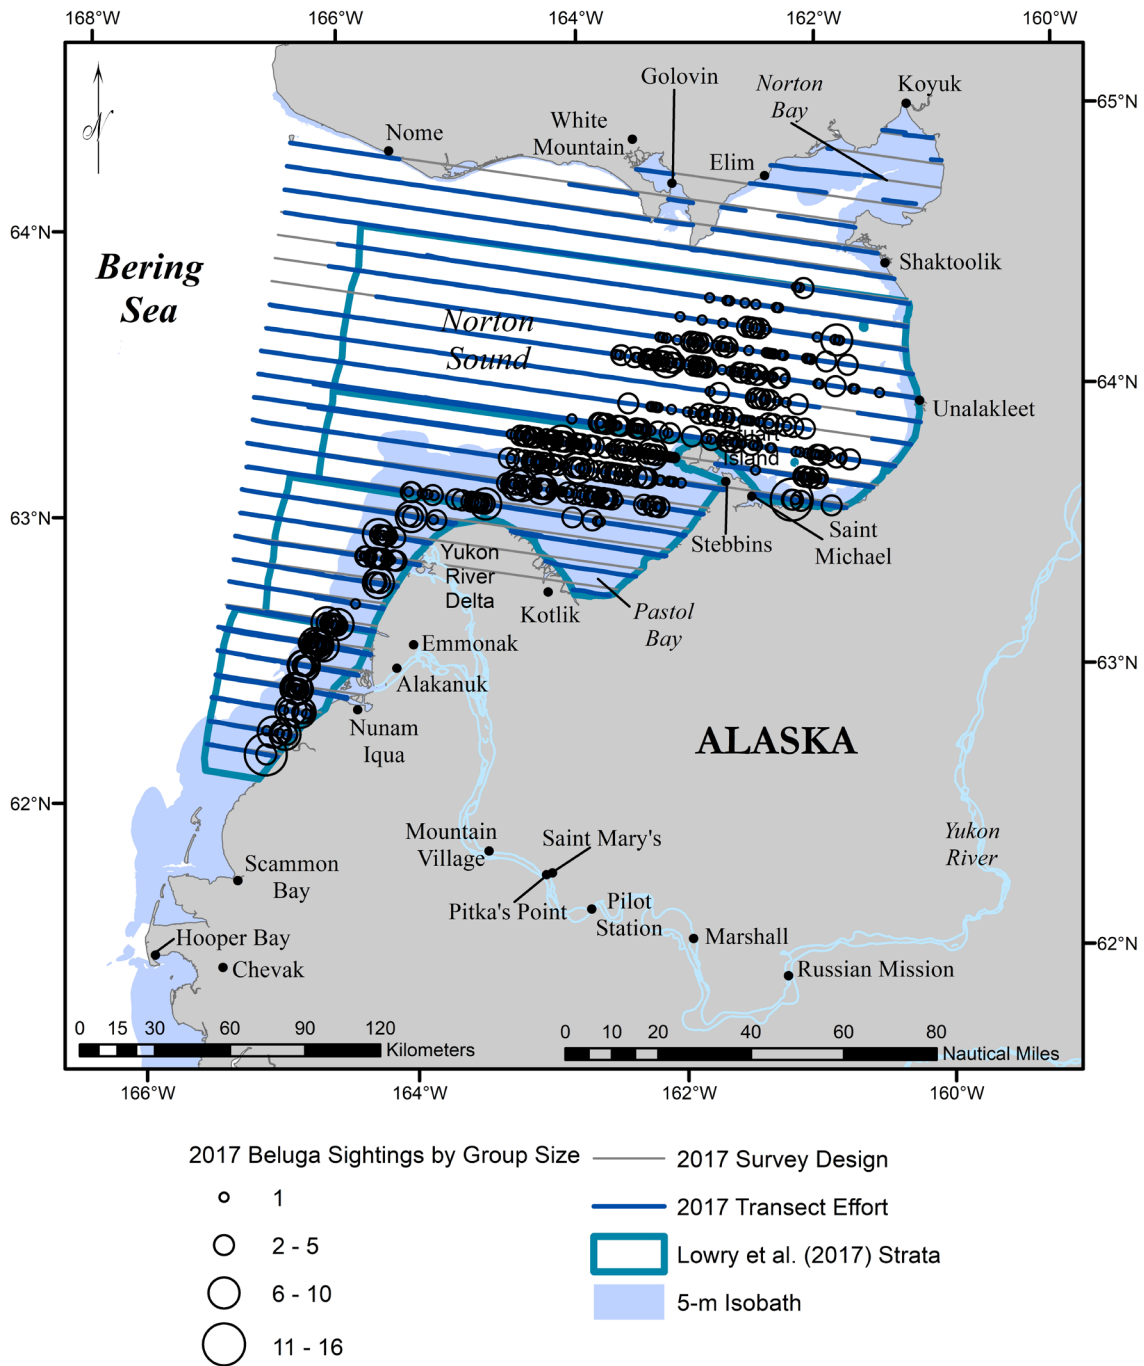 168°W
166°W
164°W
162°W
160°W
N
Golovin
Norton
Bay
Koyuk
65°N
White
Mountain
Nome
Elim
64°N
Bering
Sea
Shaktoolik
Norton
Sound
64°N
Unalakleet
Island
63°N
Saint
Michael
Stebbins
Yukon
River
Delta
Kotlik
Pastol
Bay
Emmonak
63°N
Alakanuk
Nunam
Iqua
ALASKA
62°N
Mountain
Village
Saint Mary's
Yukon
River
Scammon
Bay
Pitka's Point
Pilot
Station
Hooper Bay
Marshall
62°N
Chevak
Russian Mission
0 15 30 60 90 120
Kilometers
0 10 20 40 60 80
Nautical Miles
166°W
164°W
162°W
160°W
2017 Beluga Sightings by Group Size
1
2 - 5
6 - 10
11 - 16
2017 Survey Design
2017 Transect Effort
Lowry et al. (2017) Strata
5-m Isobath